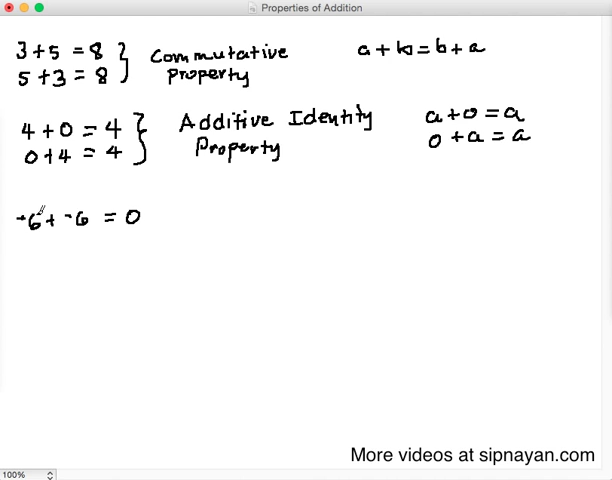 Properties of Addition
3 + 5 = 8
5 + 3 = 8
Commutative
Property
a + b = b + a
4 + 0 = 4
0 + 4 = 4
Additive Identity
Property
a + 0 = a
0 + a = a
+6 + -6 = 0
More videos at sipnayan.com
100%